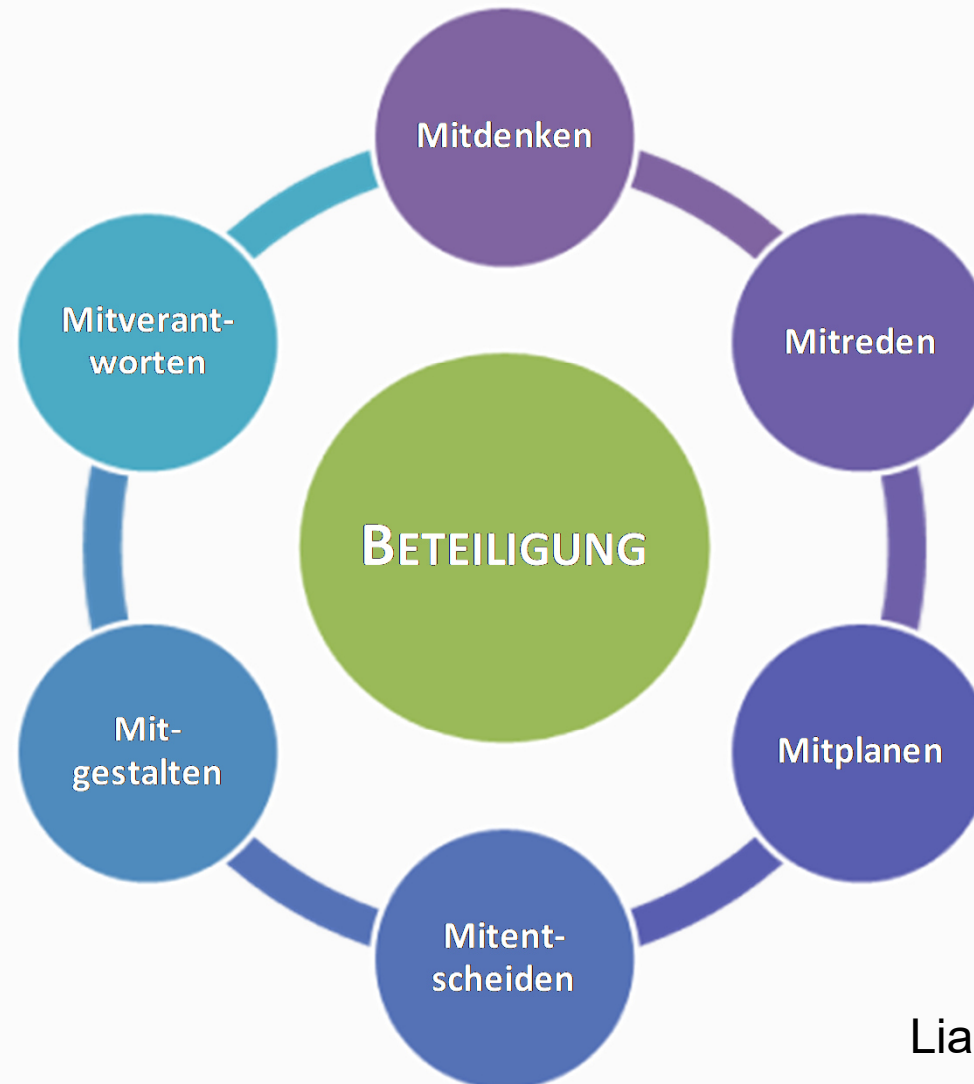 Mitdenken
Mitreden
Mitplanen
Mitent-
scheiden
Mit-
gestalten
Mitverant-
worten
BETEILIGUNG
Lia